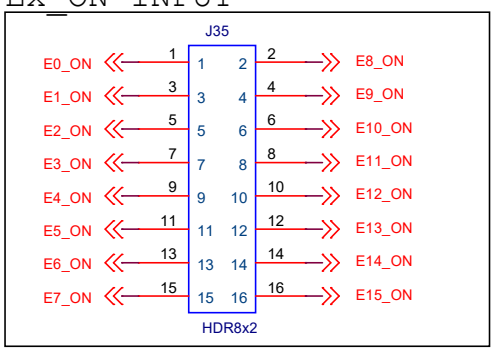 EX_ON INPUT
J35
E0_ON 1 1 2 2 E8_ON
E1_ON 3 3 4 4 E9_ON
E2_ON 5 5 6 6 E10_ON
E3_ON 7 7 8 8 E11_ON
E4_ON 9 9 10 10 E12_ON
E5_ON 11 11 12 12 E13_ON
E6_ON 13 13 14 14 E14_ON
E7_ON 15 15 16 16 E15_ON
HDR8x2